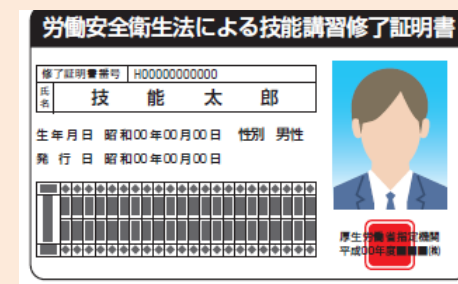 労働安全衛生法による技能講習修了証明書
修了証明書番号 H00000000000
氏名 技能太郎
生年月日 昭和00年00月00日 性別 男性
発行日 昭和00年00月00日
厚生労働省指定機関
平成00年度■■■■㈱